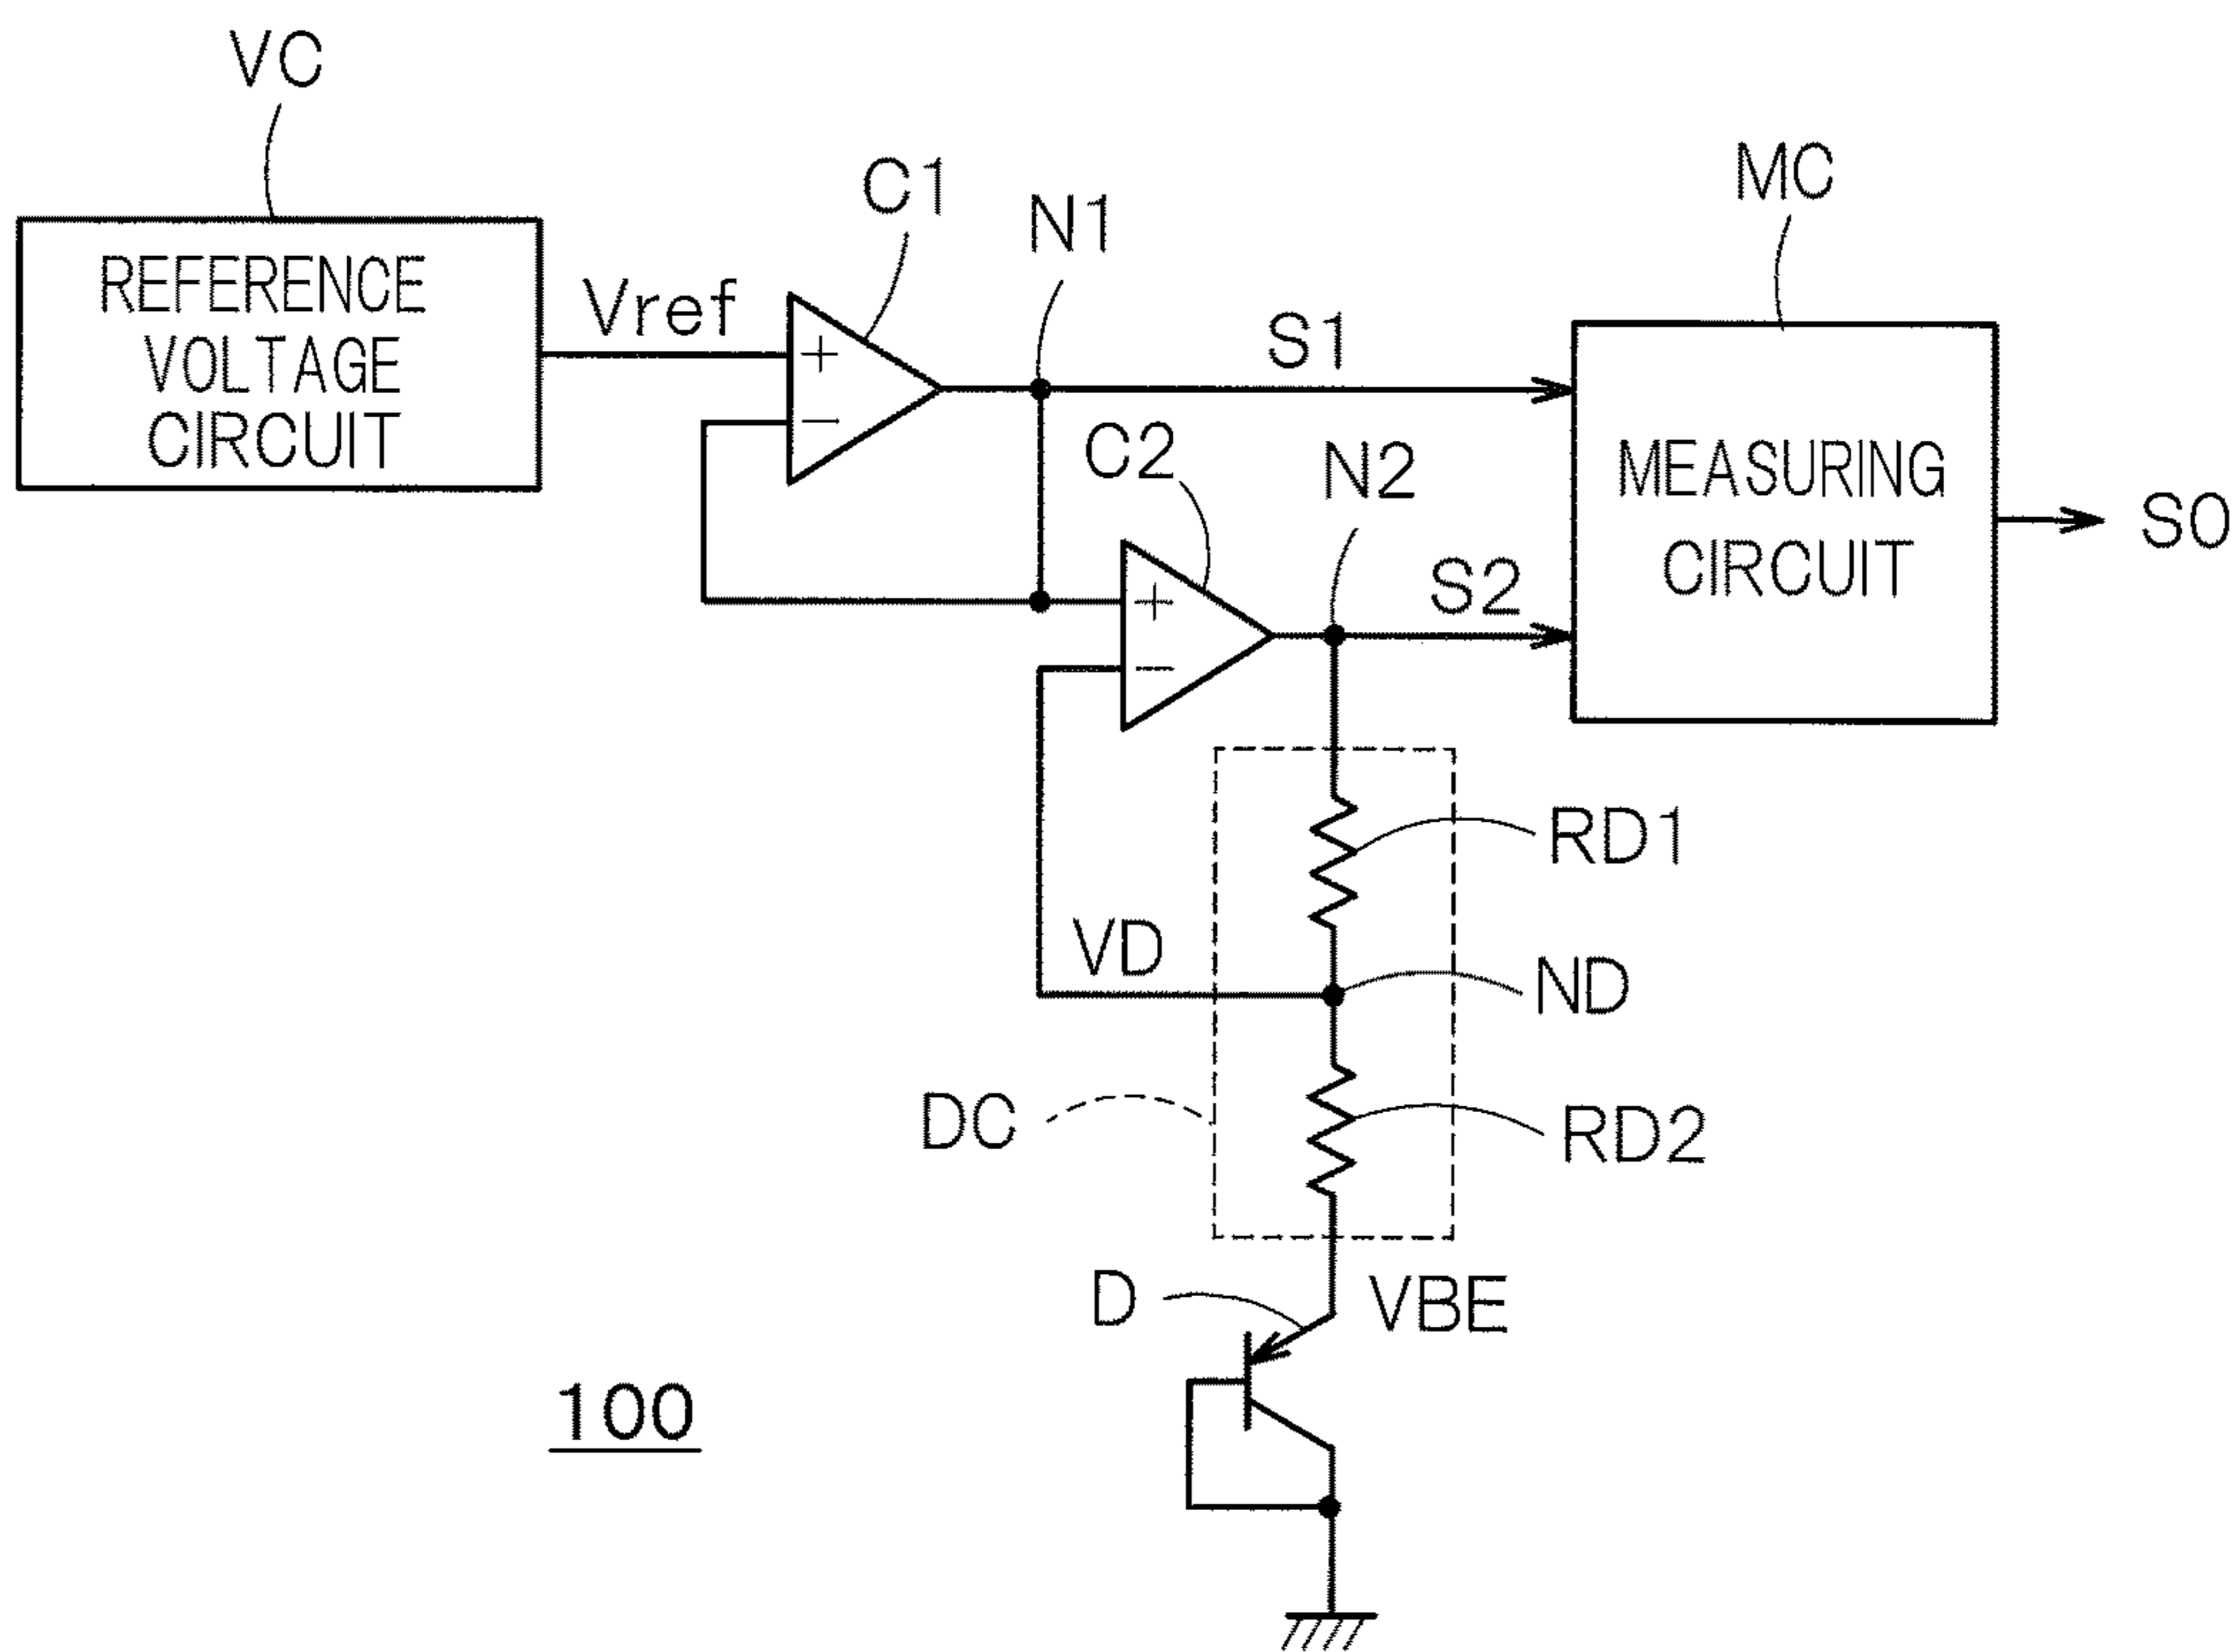 VC
REFERENCE
VOLTAGE
CIRCUIT
Vref
C1
+
−
N1
S1
MC
MEASURING
CIRCUIT
SO
C2
+
−
N2
S2
RD1
VD
ND
DC
RD2
D
VBE
100